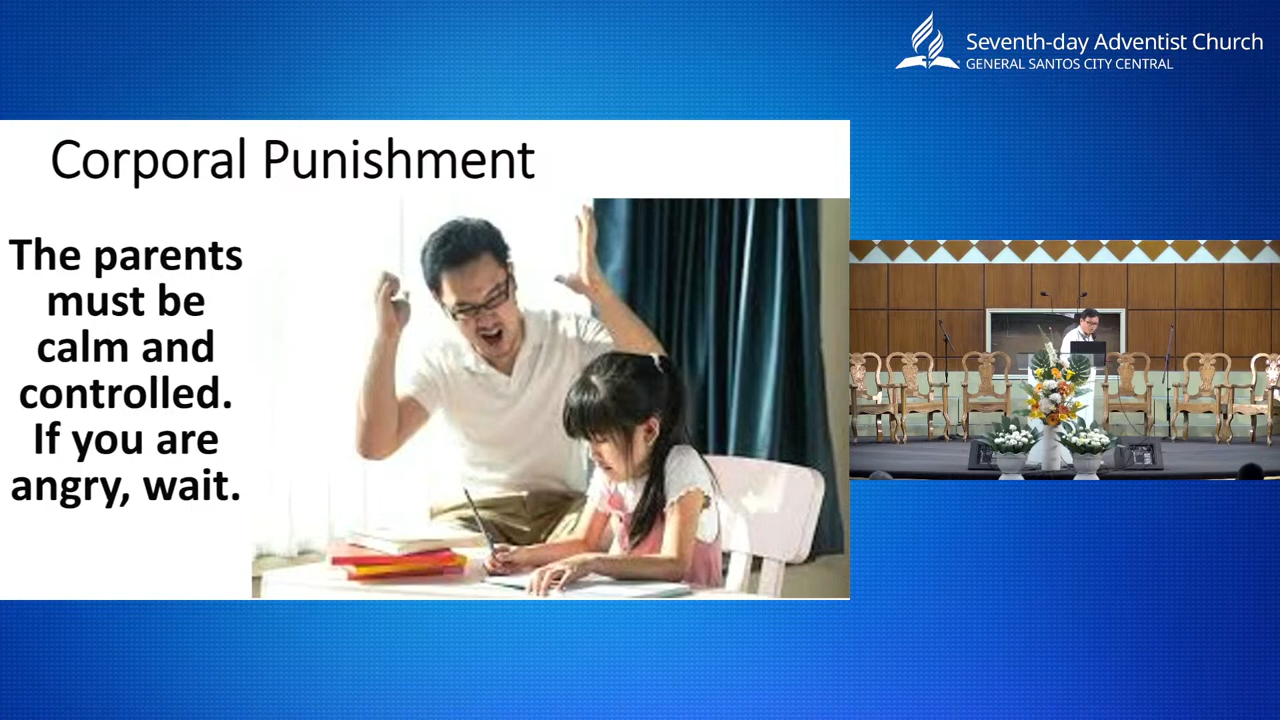 Seventh-day Adventist Church
GENERAL SANTOS CITY CENTRAL
Corporal Punishment
The parents
must be
calm and
controlled.
If you are
angry, wait.